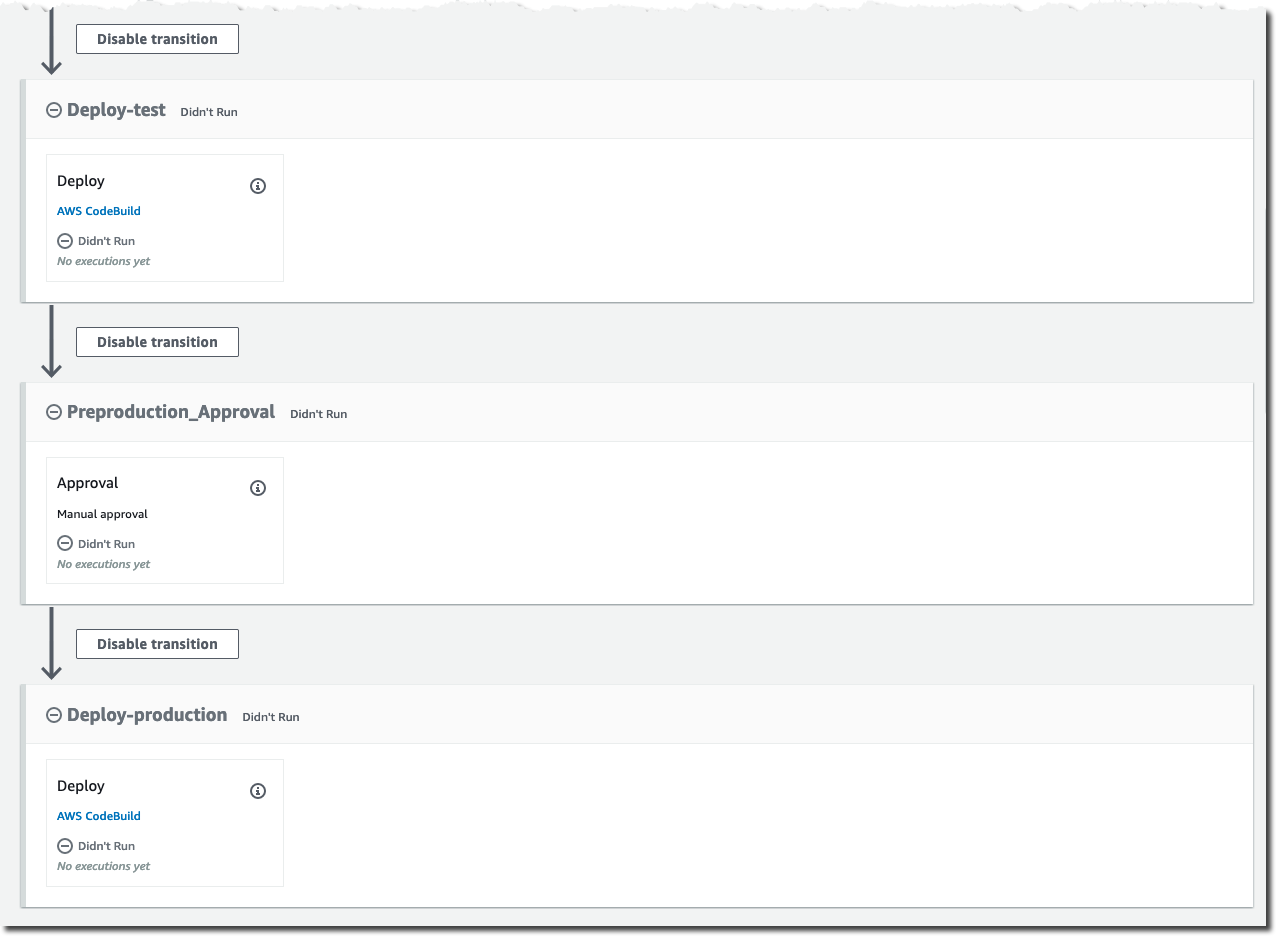 Disable transition
Deploy-test Didn't Run
Deploy
AWS CodeBuild
Didn't Run
No executions yet
Disable transition
Preproduction_Approval Didn't Run
Approval
Manual approval
Didn't Run
No executions yet
Disable transition
Deploy-production Didn't Run
Deploy
AWS CodeBuild
Didn't Run
No executions yet